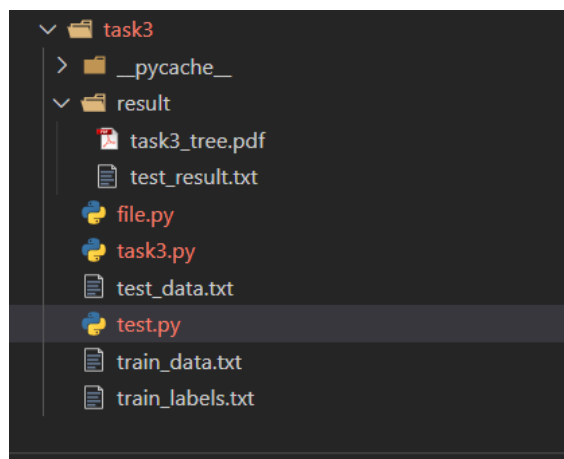 task3
__pycache__
result
task3_tree.pdf
test_result.txt
file.py
task3.py
test_data.txt
test.py
train_data.txt
train_labels.txt